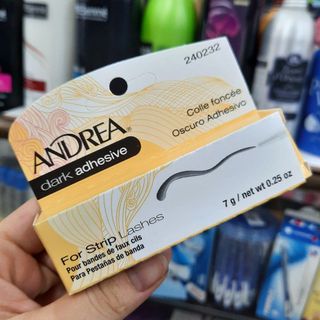 240232
ANDREA®
dark adhesive
Colle foncée
Oscuro Adhesivo
For Strip Lashes
Pour bandes de faux cils
Para Pestañas de banda
7 g / net wt 0.25 oz